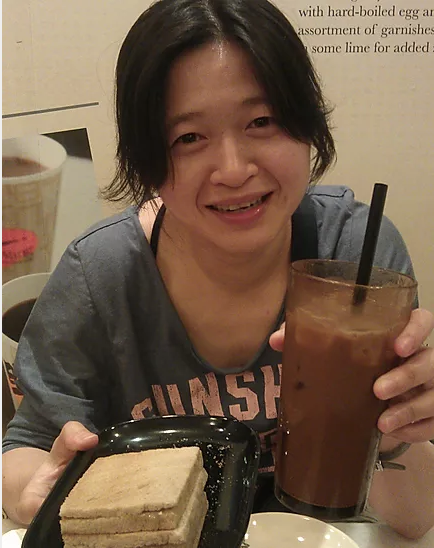 with hard-boiled egg an
assortment of garnishes
some lime for added
SUNSH